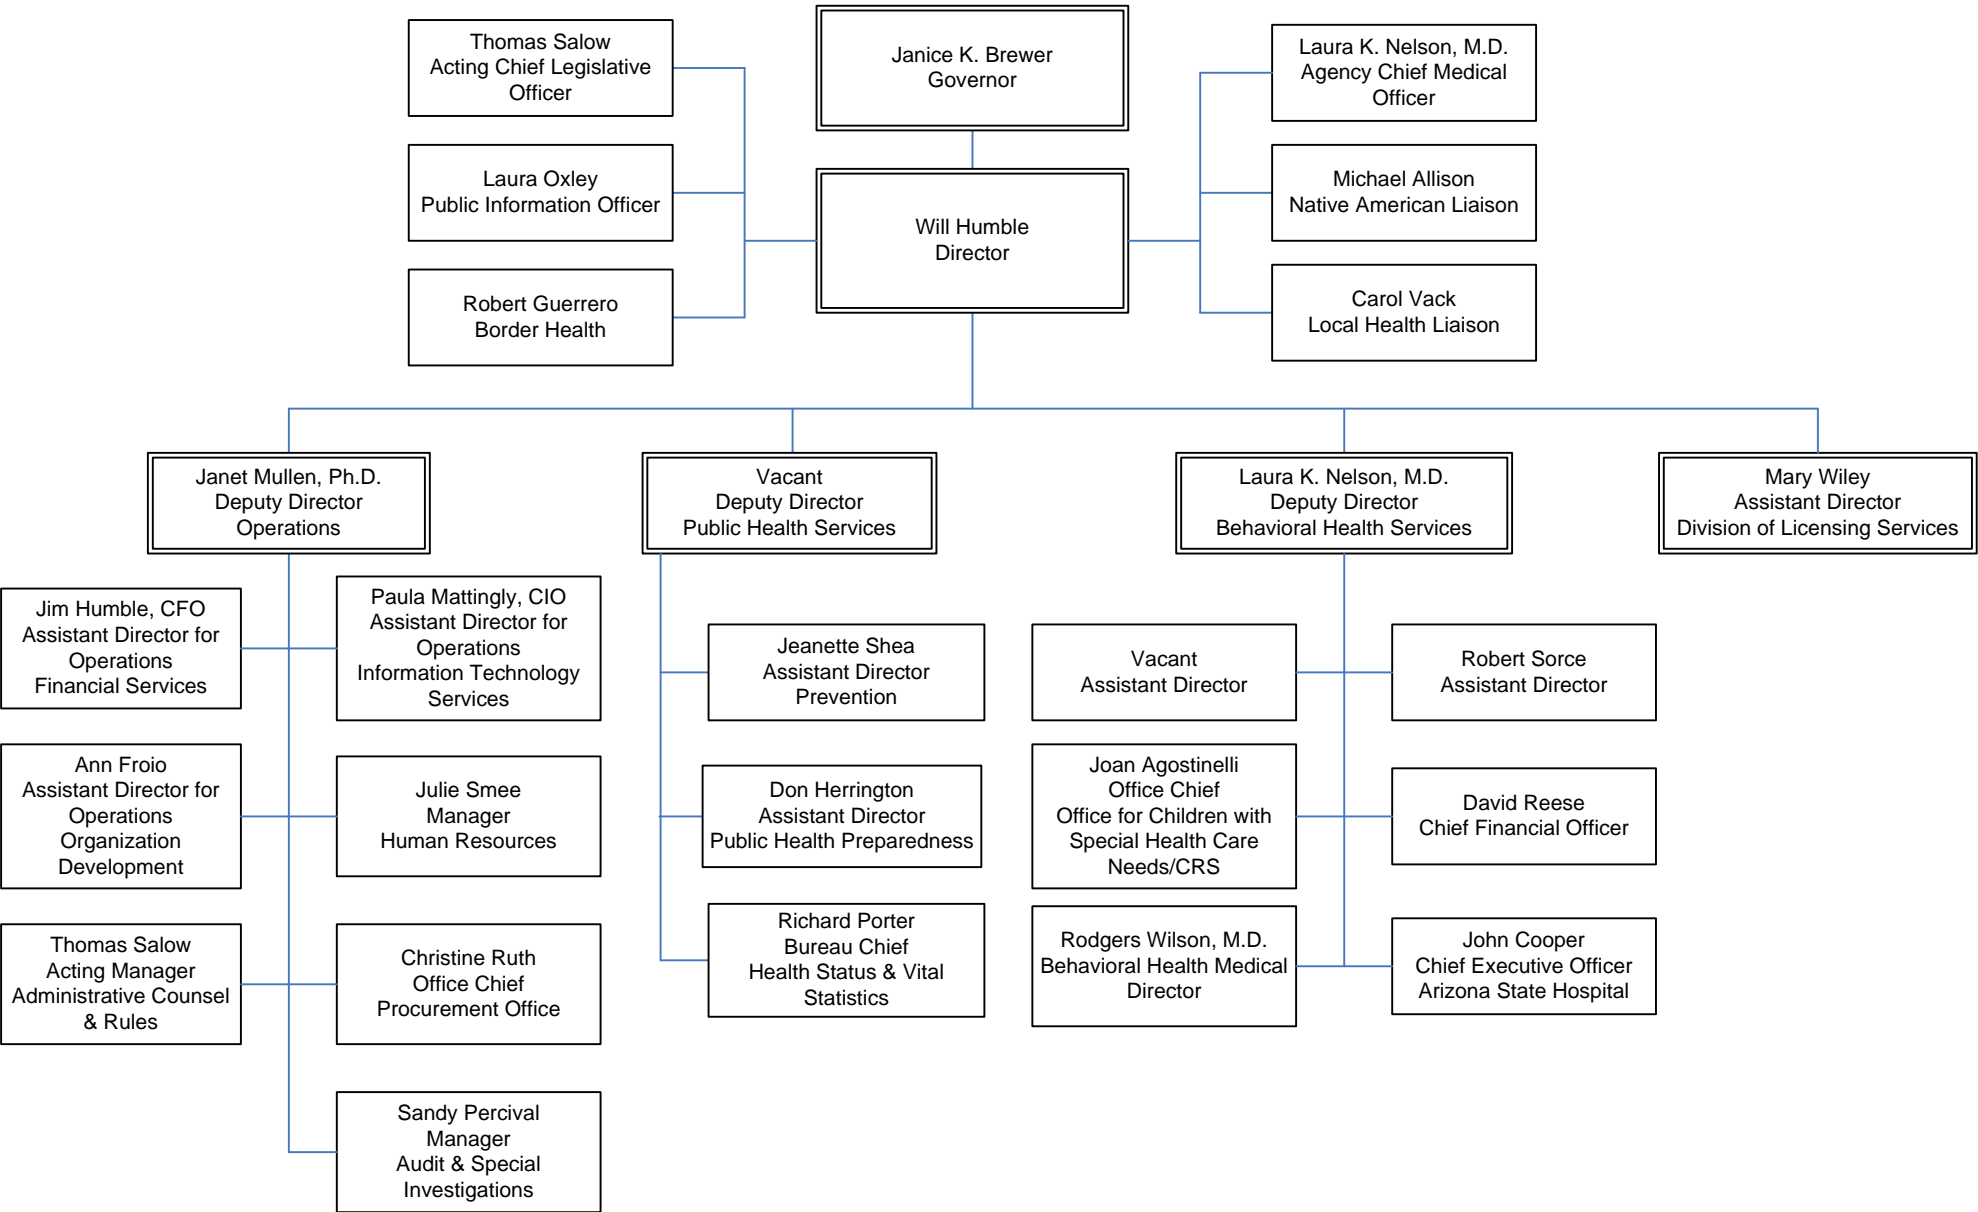 Thomas Salow
Acting Chief Legislative
Officer
Janice K. Brewer
Governor
Laura K. Nelson, M.D.
Agency Chief Medical
Officer
Laura Oxley
Public Information Officer
Will Humble
Director
Michael Allison
Native American Liaison
Robert Guerrero
Border Health
Carol Vack
Local Health Liaison
Janet Mullen, Ph.D.
Deputy Director
Operations
Vacant
Deputy Director
Public Health Services
Laura K. Nelson, M.D.
Deputy Director
Behavioral Health Services
Mary Wiley
Assistant Director
Division of Licensing Services
Jim Humble, CFO
Assistant Director for
Operations
Financial Services
Paula Mattingly, CIO
Assistant Director for
Operations
Information Technology
Services
Ann Froio
Assistant Director for
Operations
Organization
Development
Julie Smee
Manager
Human Resources
Thomas Salow
Acting Manager
Administrative Counsel
& Rules
Christine Ruth
Office Chief
Procurement Office
Sandy Percival
Manager
Audit & Special
Investigations
Jeanette Shea
Assistant Director
Prevention
Don Herrington
Assistant Director
Public Health Preparedness
Richard Porter
Bureau Chief
Health Status & Vital
Statistics
Vacant
Assistant Director
Robert Sorce
Assistant Director
Joan Agostinelli
Office Chief
Office for Children with
Special Health Care
Needs/CRS
David Reese
Chief Financial Officer
Rodgers Wilson, M.D.
Behavioral Health Medical
Director
John Cooper
Chief Executive Officer
Arizona State Hospital